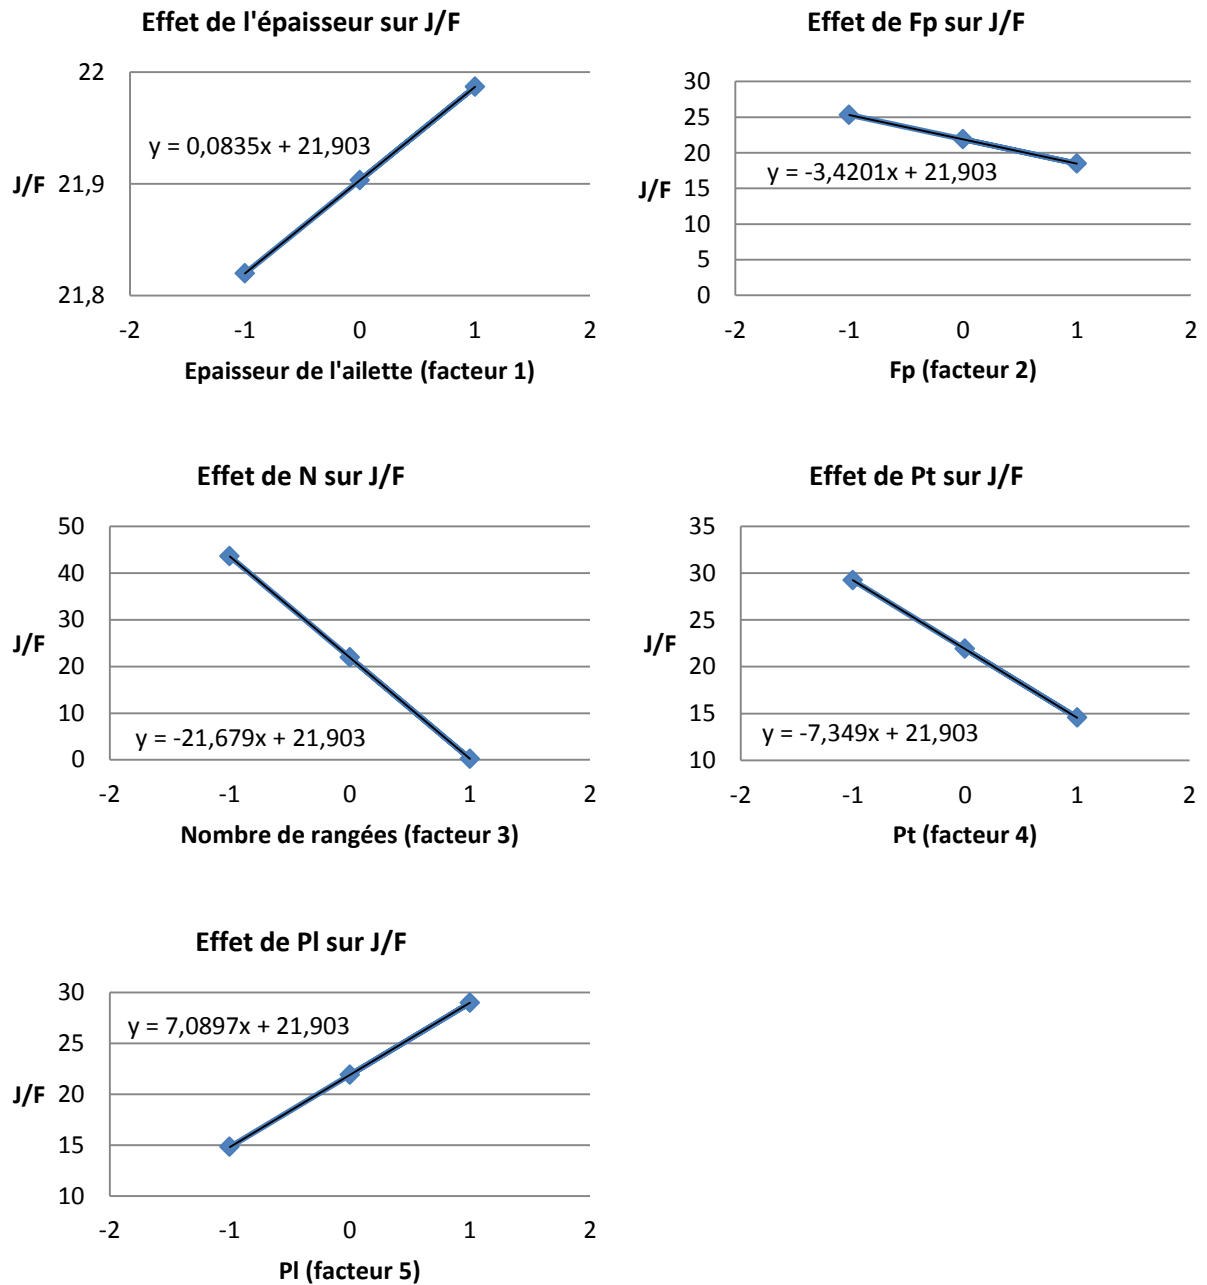 Effet de l'épaisseur sur J/F
22
y = 0,0835x + 21,903
J/F
21,9
21,8
-2 -1 0 1 2
Epaisseur de l'ailette (facteur 1)
Effet de Fp sur J/F
30
25
20
y = -3,4201x + 21,903
J/F
15
10
5
0
-2 -1 0 1 2
Fp (facteur 2)
Effet de N sur J/F
50
40
30
J/F
20
10
y = -21,679x + 21,903
0
-2 -1 0 1 2
Nombre de rangées (facteur 3)
Effet de Pt sur J/F
35
30
25
J/F
20
15
y = -7,349x + 21,903
10
-2 -1 0 1 2
Pt (facteur 4)
Effet de Pl sur J/F
30
y = 7,0897x + 21,903
25
J/F
20
15
10
-2 -1 0 1 2
Pl (facteur 5)